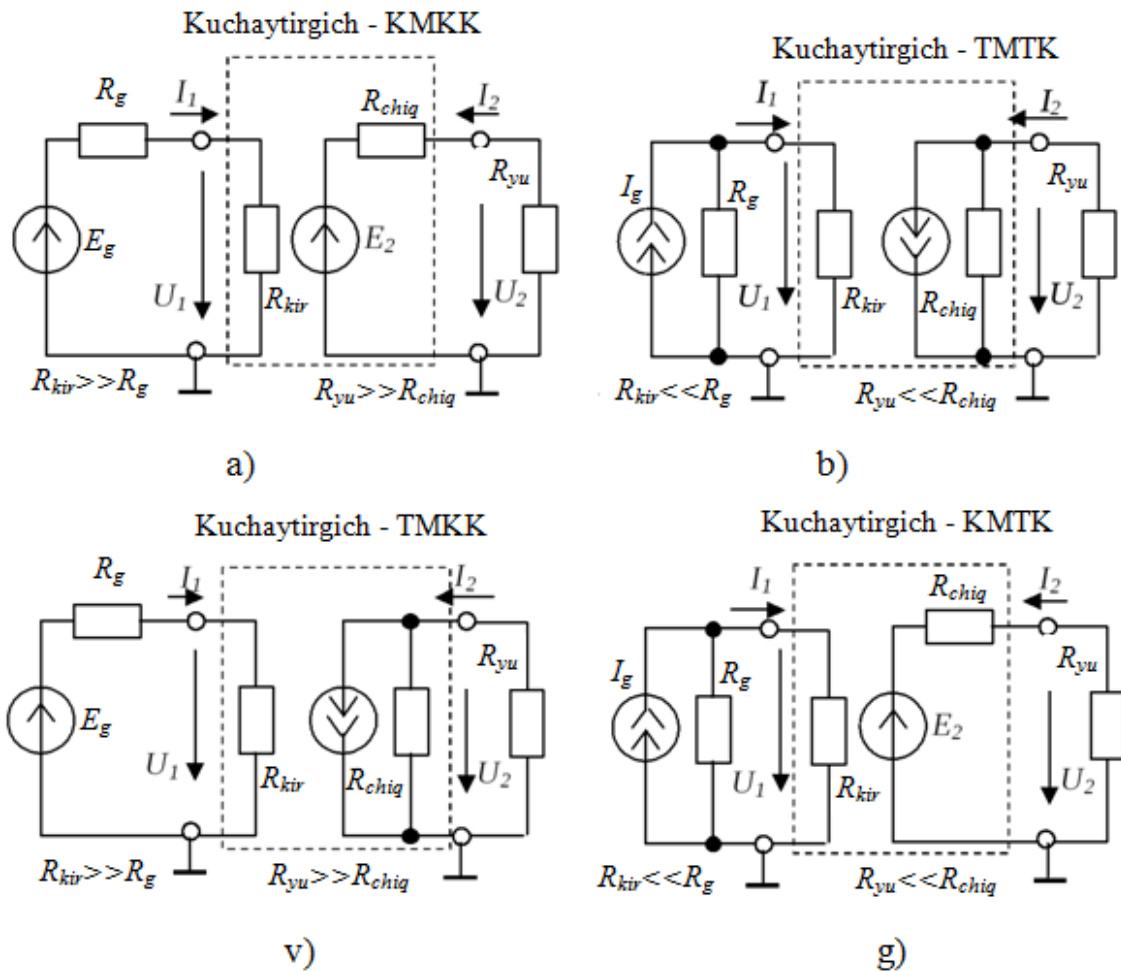 Kuchaytirgich - KMKK
R_g
I_1
R_chiq
I_2
R_yu
E_g
E_2
U_1
R_kir
U_2
R_kir>>R_g
R_yu>>R_chiq
a)
Kuchaytirgich - TMTK
I_1
I_2
R_yu
I_g
R_g
U_1
R_kir
R_chiq
U_2
R_kir<<R_g
R_yu<<R_chiq
b)
Kuchaytirgich - TMKK
R_g
I_1
I_2
R_yu
E_g
U_1
R_kir
R_chiq
U_2
R_kir>>R_g
R_yu>>R_chiq
v)
Kuchaytirgich - KMTK
I_1
R_chiq
I_2
R_yu
I_g
R_g
E_2
U_1
R_kir
U_2
R_kir<<R_g
R_yu<<R_chiq
g)